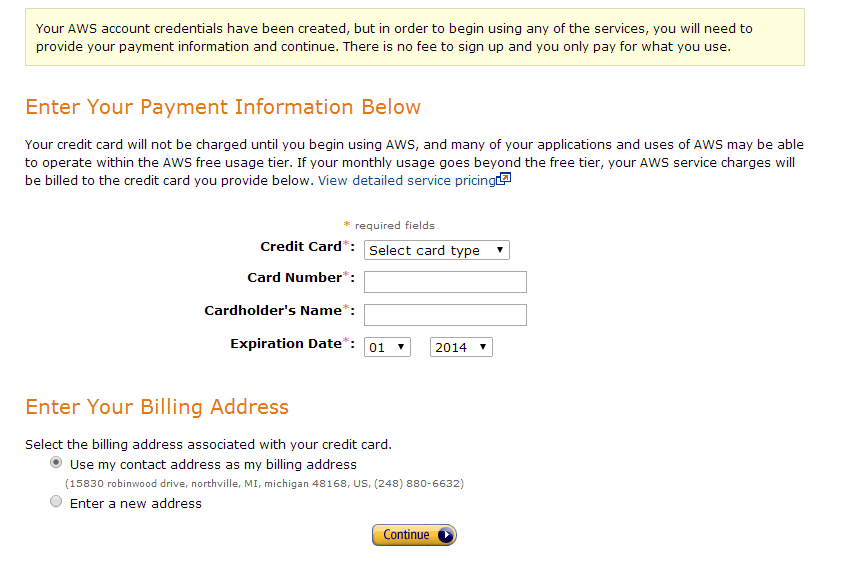 Your AWS account credentials have been created, but in order to begin using any of the services, you will need to
provide your payment information and continue. There is no fee to sign up and you only pay for what you use.
Enter Your Payment Information Below
Your credit card will not be charged until you begin using AWS, and many of your applications and uses of AWS may be able
to operate within the AWS free usage tier. If your monthly usage goes beyond the free tier, your AWS service charges will
be billed to the credit card you provide below. View detailed service pricing
* required fields
Credit Card*: Select card type
Card Number*:
Cardholder's Name*:
Expiration Date*: 01 2014
Enter Your Billing Address
Select the billing address associated with your credit card.
Use my contact address as my billing address
(15830 robinwood drive, northville, MI, michigan 48168, US, (248) 880-6632)
Enter a new address
Continue